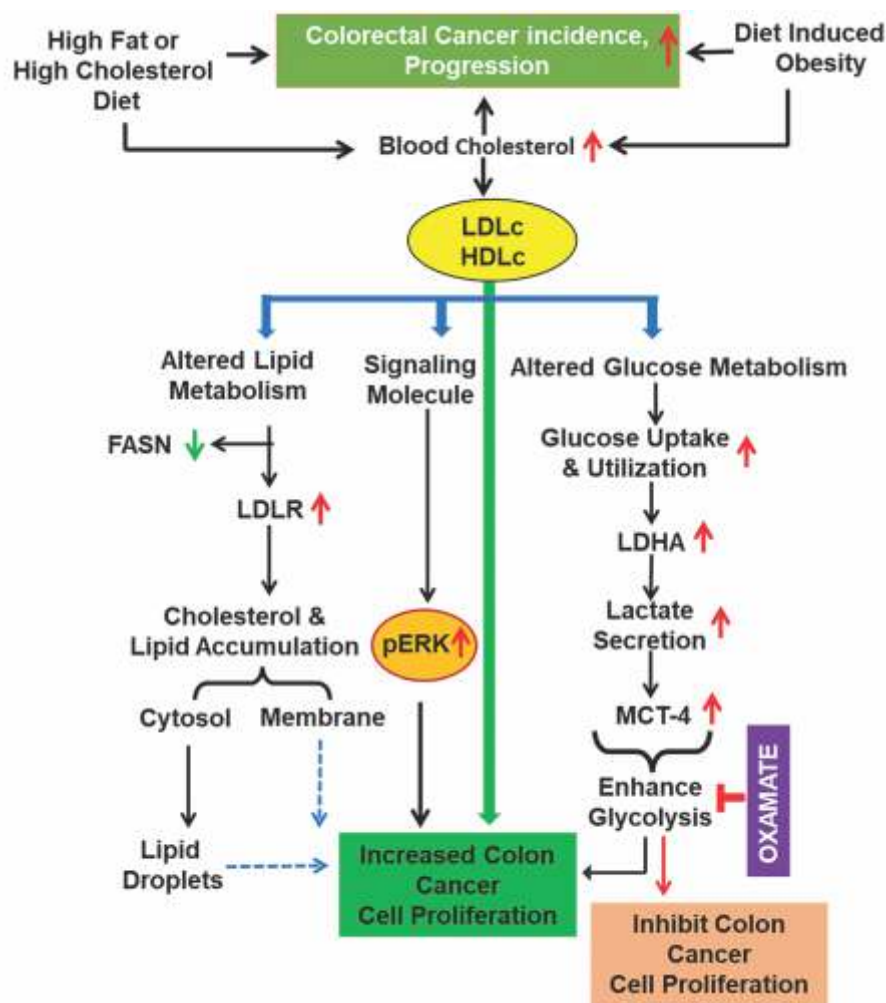 High Fat or
High Cholesterol
Diet
Colorectal Cancer incidence,
Progression
Diet Induced
Obesity
Blood Cholesterol
LDLc
HDLc
Altered Lipid
Metabolism
Signaling
Molecule
Altered Glucose Metabolism
FASN
Glucose Uptake
& Utilization
LDLR
LDHA
Cholesterol &
Lipid Accumulation
pERK
Lactate
Secretion
Cytosol
Membrane
MCT-4
OXAMATE
Enhance
Glycolysis
Lipid
Droplets
Increased Colon
Cancer
Cell Proliferation
Inhibit Colon
Cancer
Cell Proliferation